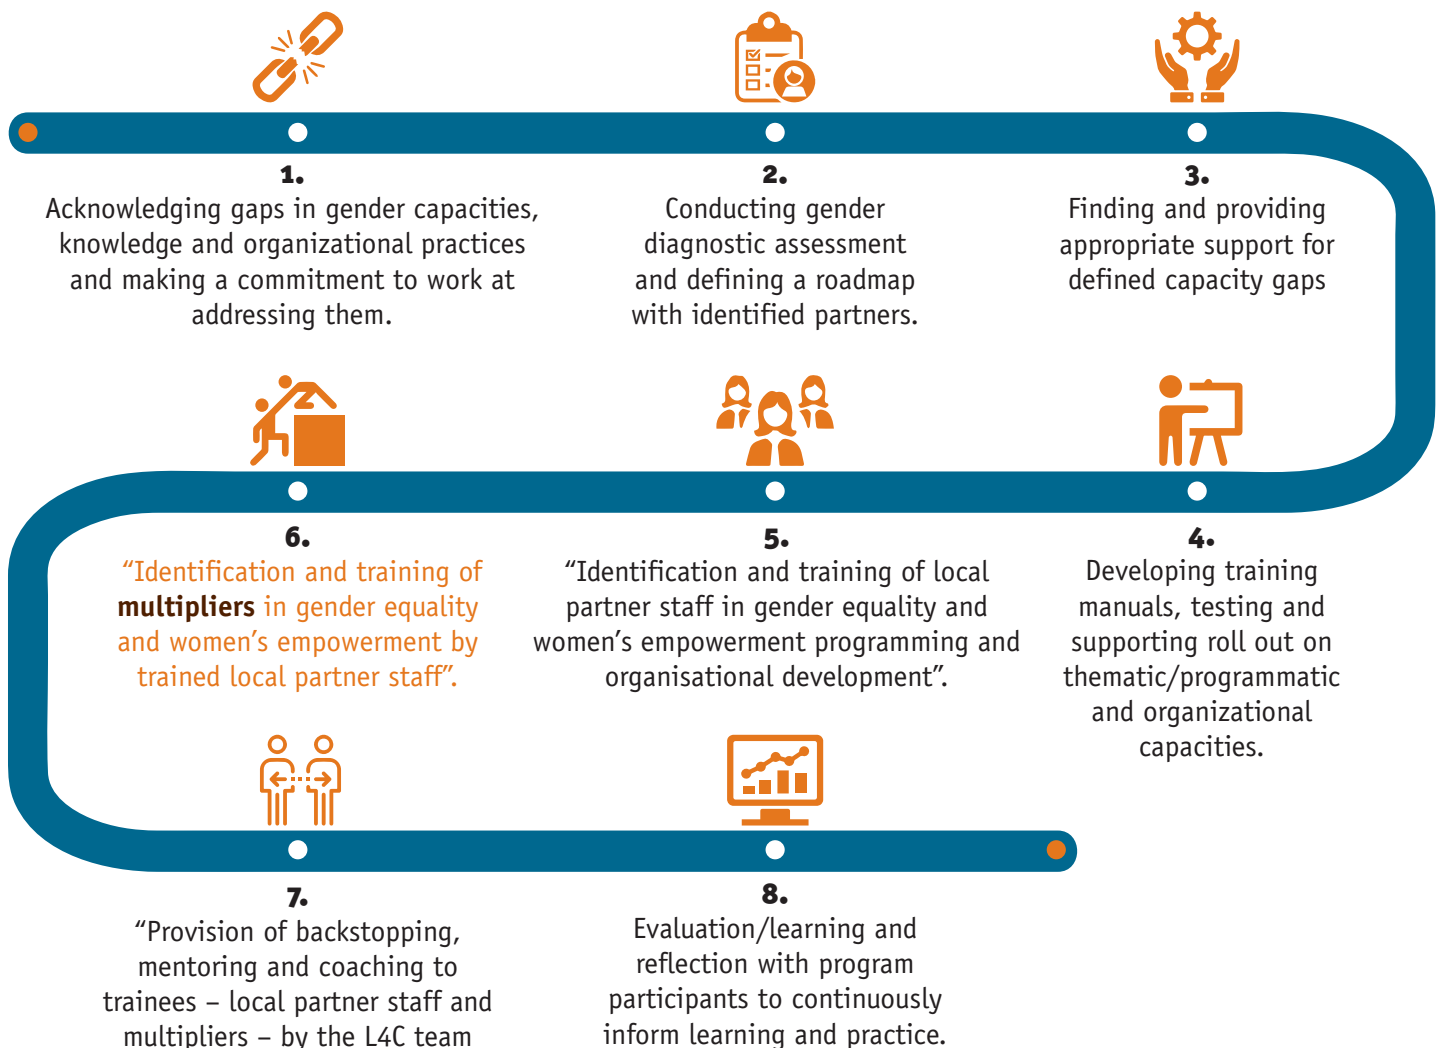 1.
Acknowledging gaps in gender capacities,
knowledge and organizational practices
and making a commitment to work at
addressing them.
2.
Conducting gender
diagnostic assessment
and defining a roadmap
with identified partners.
3.
Finding and providing
appropriate support for
defined capacity gaps
4.
Developing training
manuals, testing and
supporting roll out on
thematic/programmatic
and organizational
capacities.
5.
“Identification and training of local
partner staff in gender equality and
women’s empowerment programming and
organisational development”.
6.
“Identification and training of
multipliers in gender equality
and women’s empowerment by
trained local partner staff”.
7.
“Provision of backstopping,
mentoring and coaching to
trainees – local partner staff and
multipliers – by the L4C team
8.
Evaluation/learning and
reflection with program
participants to continuously
inform learning and practice.